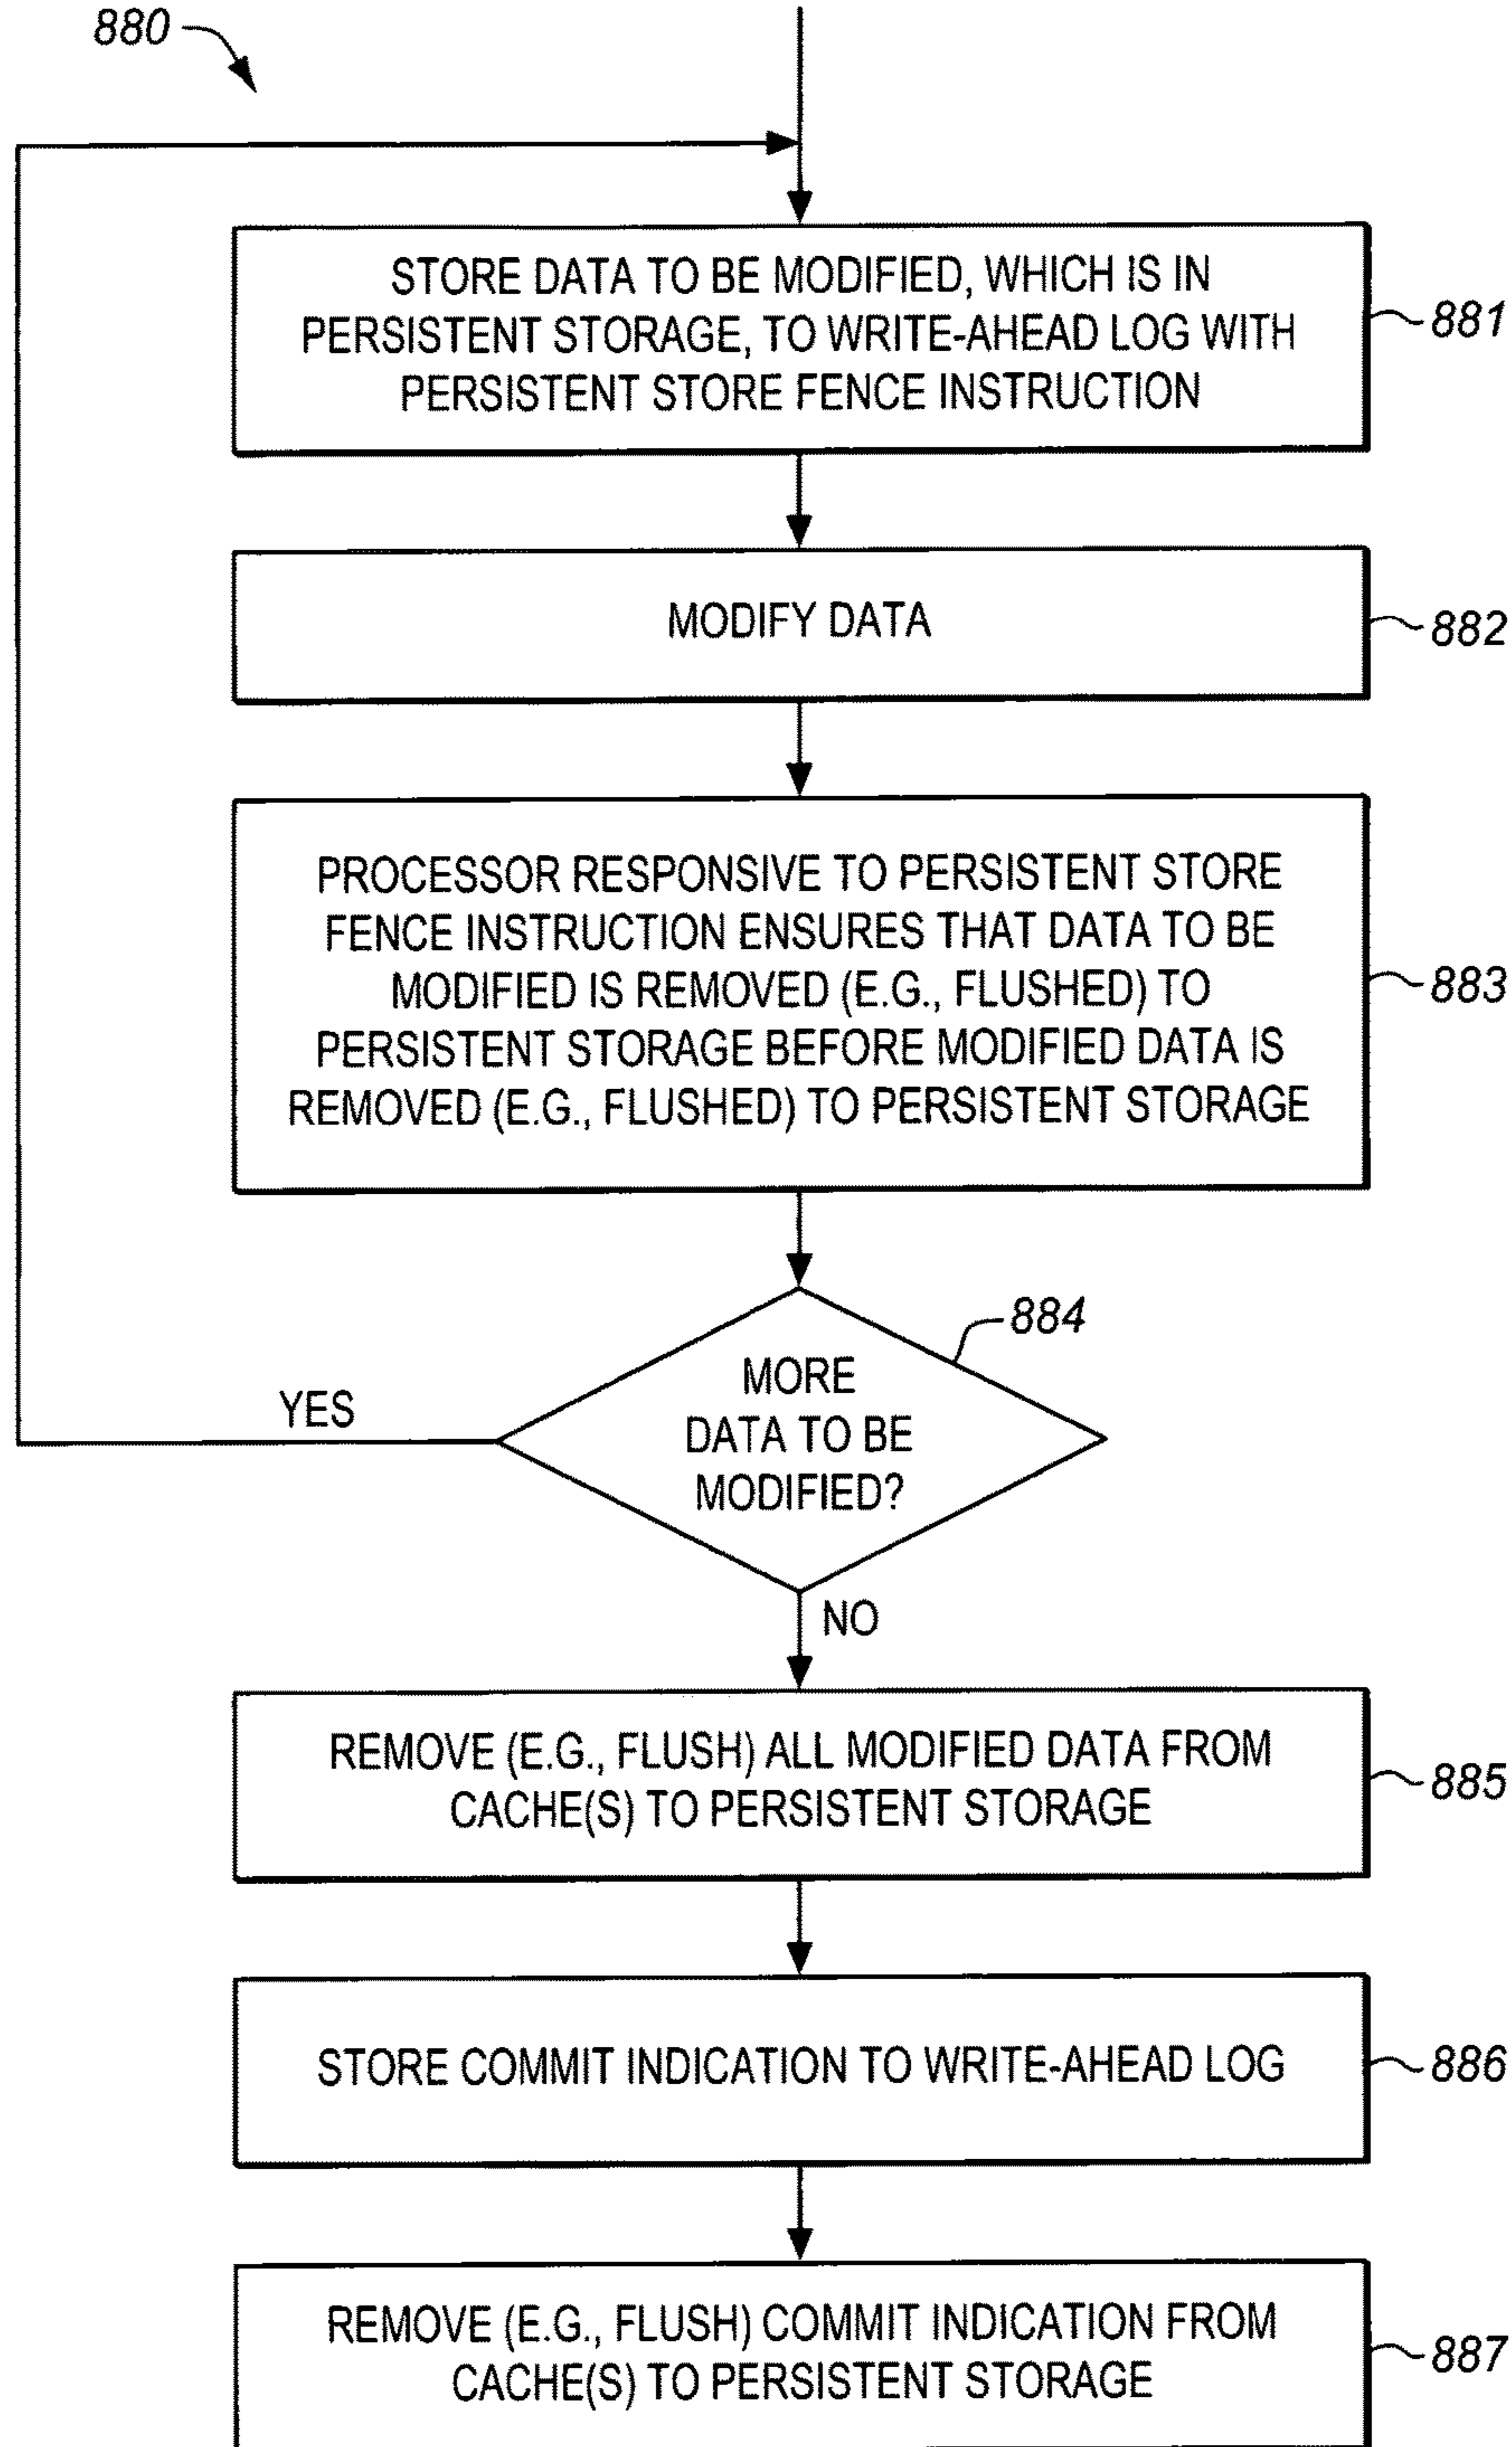 880
STORE DATA TO BE MODIFIED, WHICH IS IN
PERSISTENT STORAGE, TO WRITE-AHEAD LOG WITH
PERSISTENT STORE FENCE INSTRUCTION
881
MODIFY DATA
882
PROCESSOR RESPONSIVE TO PERSISTENT STORE
FENCE INSTRUCTION ENSURES THAT DATA TO BE
MODIFIED IS REMOVED (E.G., FLUSHED) TO
PERSISTENT STORAGE BEFORE MODIFIED DATA IS
REMOVED (E.G., FLUSHED) TO PERSISTENT STORAGE
883
884
MORE
DATA TO BE
MODIFIED?
YES
NO
REMOVE (E.G., FLUSH) ALL MODIFIED DATA FROM
CACHE(S) TO PERSISTENT STORAGE
885
STORE COMMIT INDICATION TO WRITE-AHEAD LOG
886
REMOVE (E.G., FLUSH) COMMIT INDICATION FROM
CACHE(S) TO PERSISTENT STORAGE
887